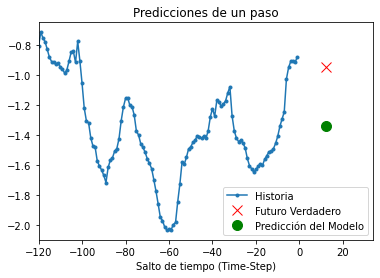 Predicciones de un paso
−0.8
−1.0
−1.2
−1.4
−1.6
−1.8
−2.0
Historia
Futuro Verdadero
Predicción del Modelo
−120 −100 −80 −60 −40 −20 0 20
Salto de tiempo (Time-Step)